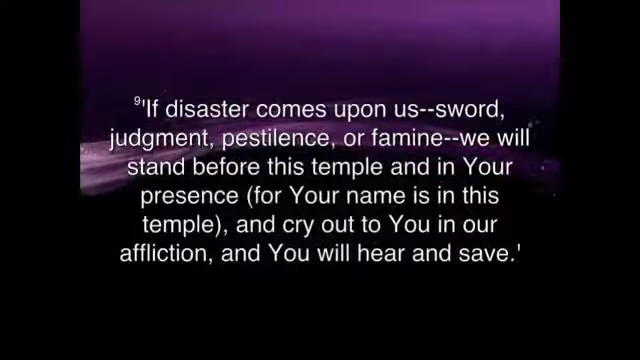 9'If disaster comes upon us--sword,
judgment, pestilence, or famine--we will
stand before this temple and in Your
presence (for Your name is in this
temple), and cry out to You in our
affliction, and You will hear and save.'